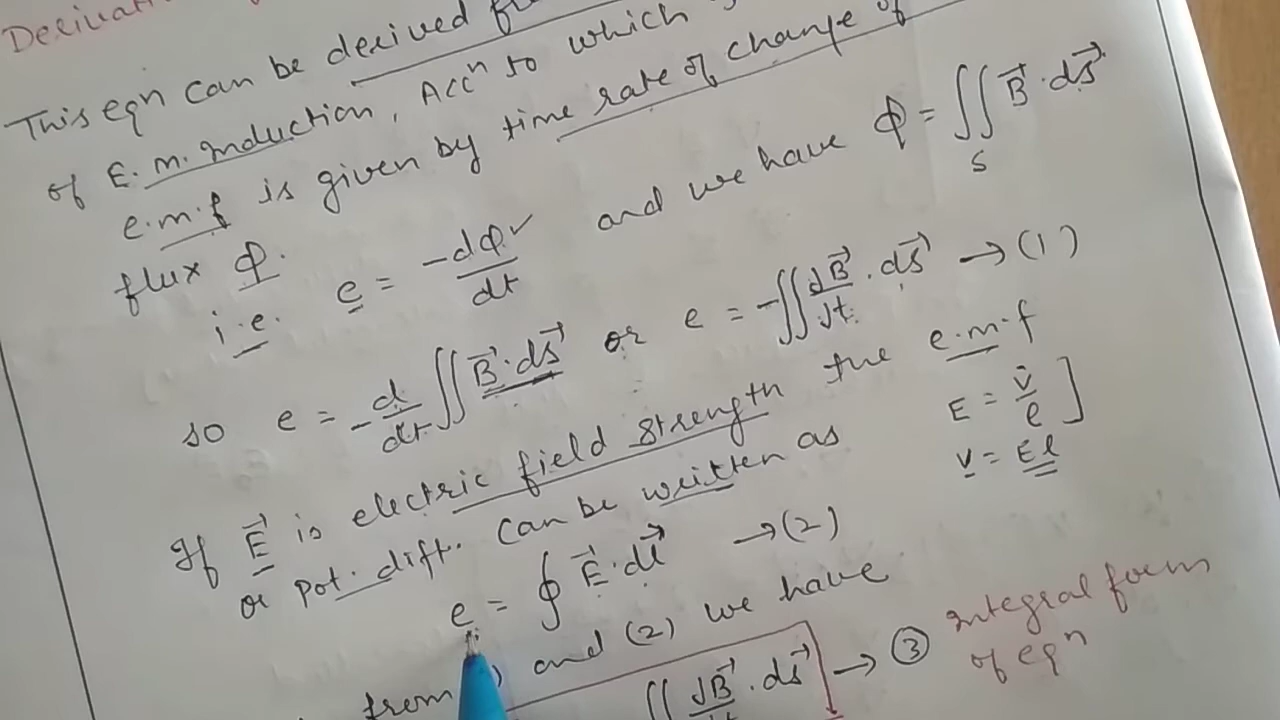 This eqn can be derived
of E.m. Induction, Accⁿ to which
e.m.f is given by time rate of change of
flux Φ.
i.e. e = -dΦ/dt and we have Φ = ∬_S B⃗·ds⃗
so e = -d/dt ∬ B⃗·ds⃗ or e = -∬ ∂B⃗/∂t · ds⃗ → (1)
If E⃗ is electric field strength the e.m.f
or pot. diff. can be written as
E = v/l ]
v = El
e = ∮ E⃗·dl⃗ → (2)
from ) and (2) we have
∬ ∂B⃗ · ds⃗ → ③ Integral form
of eqⁿ